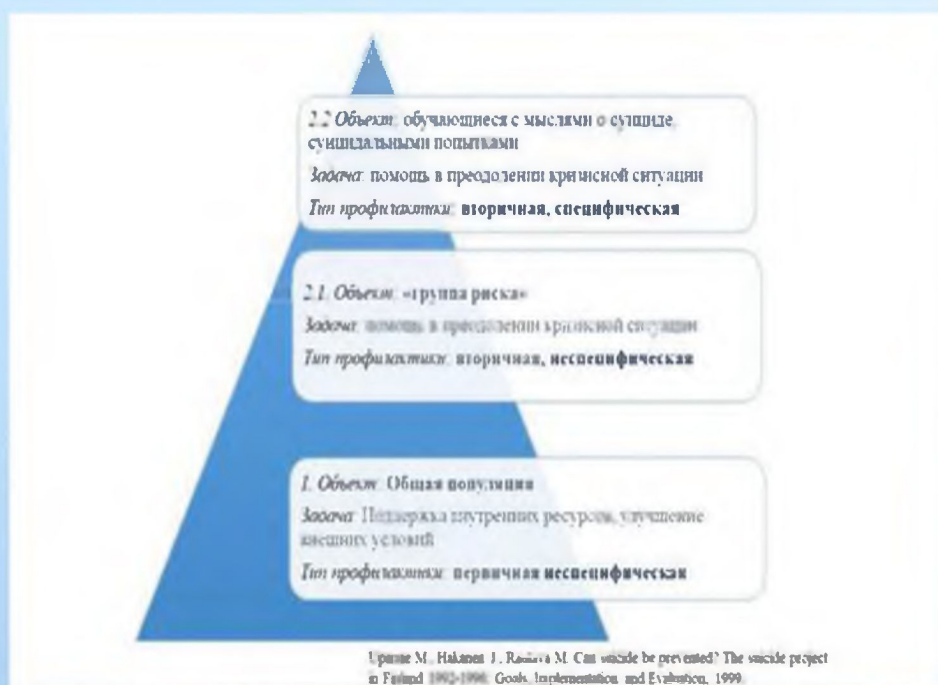 2.2 Объект: обучающиеся с мыслями о суициде,
суицидальными попытками
Задача: помощь в преодолении кризисной ситуации
Тип профилактики: вторичная, специфическая
2.1. Объект: «группа риска»
Задача: помощь в преодолении кризисной ситуации
Тип профилактики: вторичная, неспецифическая
1. Объект: Общая популяция
Задача: Поддержка внутренних ресурсов, улучшение
внешних условий
Тип профилактики: первичная неспецифическая
M., Hakanen J., M. Can suicide be prevented? The suicide project
in Finland 1992-1996: Goals, Implementation and Evaluation, 1999.